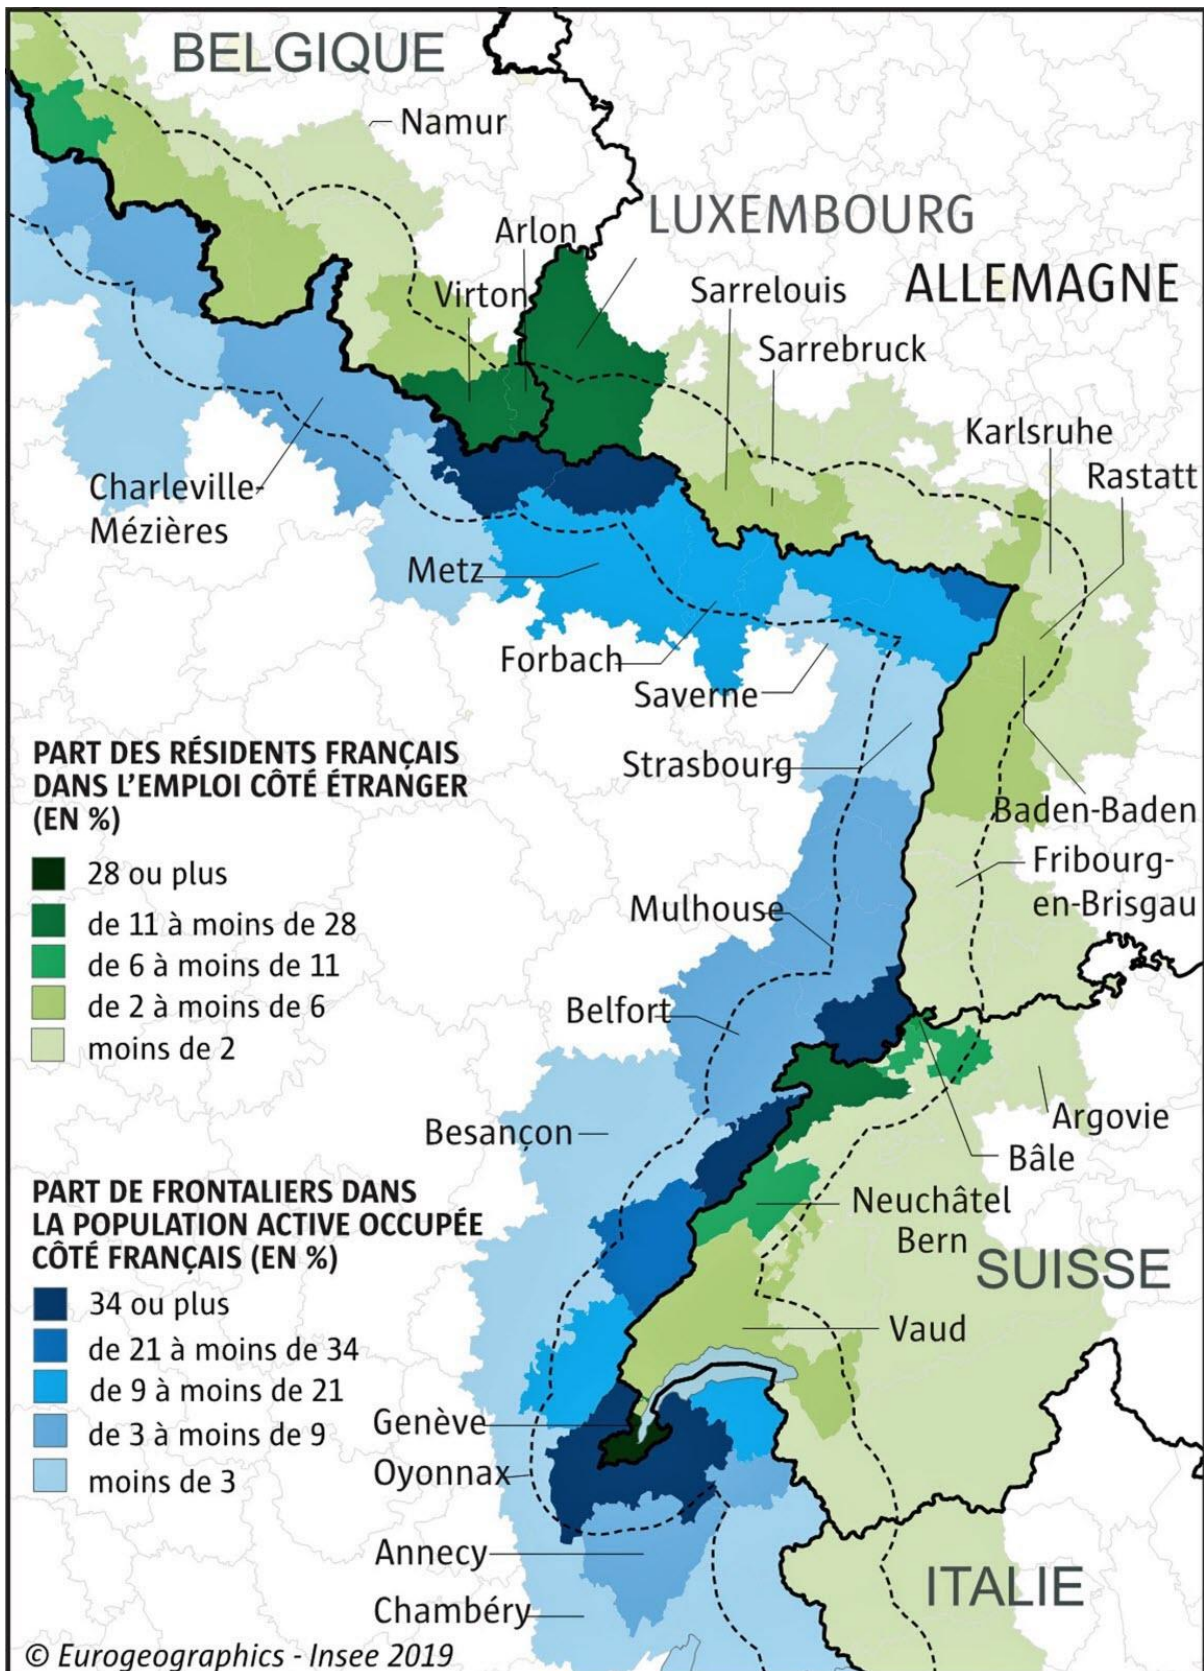 BELGIQUE
Namur
LUXEMBOURG
Arlon
ALLEMAGNE
Virton
Sarrelouis
Sarrebruck
Karlsruhe
Rastatt
Charleville-
Mézières
Metz
Forbach
Saverne
Strasbourg
Baden-Baden
Fribourg-
en-Brisgau
Mulhouse
Belfort
Besançon
Argovie
Bâle
Neuchâtel
Bern
SUISSE
Vaud
Genève
Oyonnax
Annecy
Chambéry
ITALIE
PART DES RÉSIDENTS FRANÇAIS
DANS L'EMPLOI CÔTÉ ÉTRANGER
(EN %)
28 ou plus
de 11 à moins de 28
de 6 à moins de 11
de 2 à moins de 6
moins de 2
PART DE FRONTALIERS DANS
LA POPULATION ACTIVE OCCUPÉE
CÔTÉ FRANÇAIS (EN %)
34 ou plus
de 21 à moins de 34
de 9 à moins de 21
de 3 à moins de 9
moins de 3
© Eurogeographics - Insee 2019